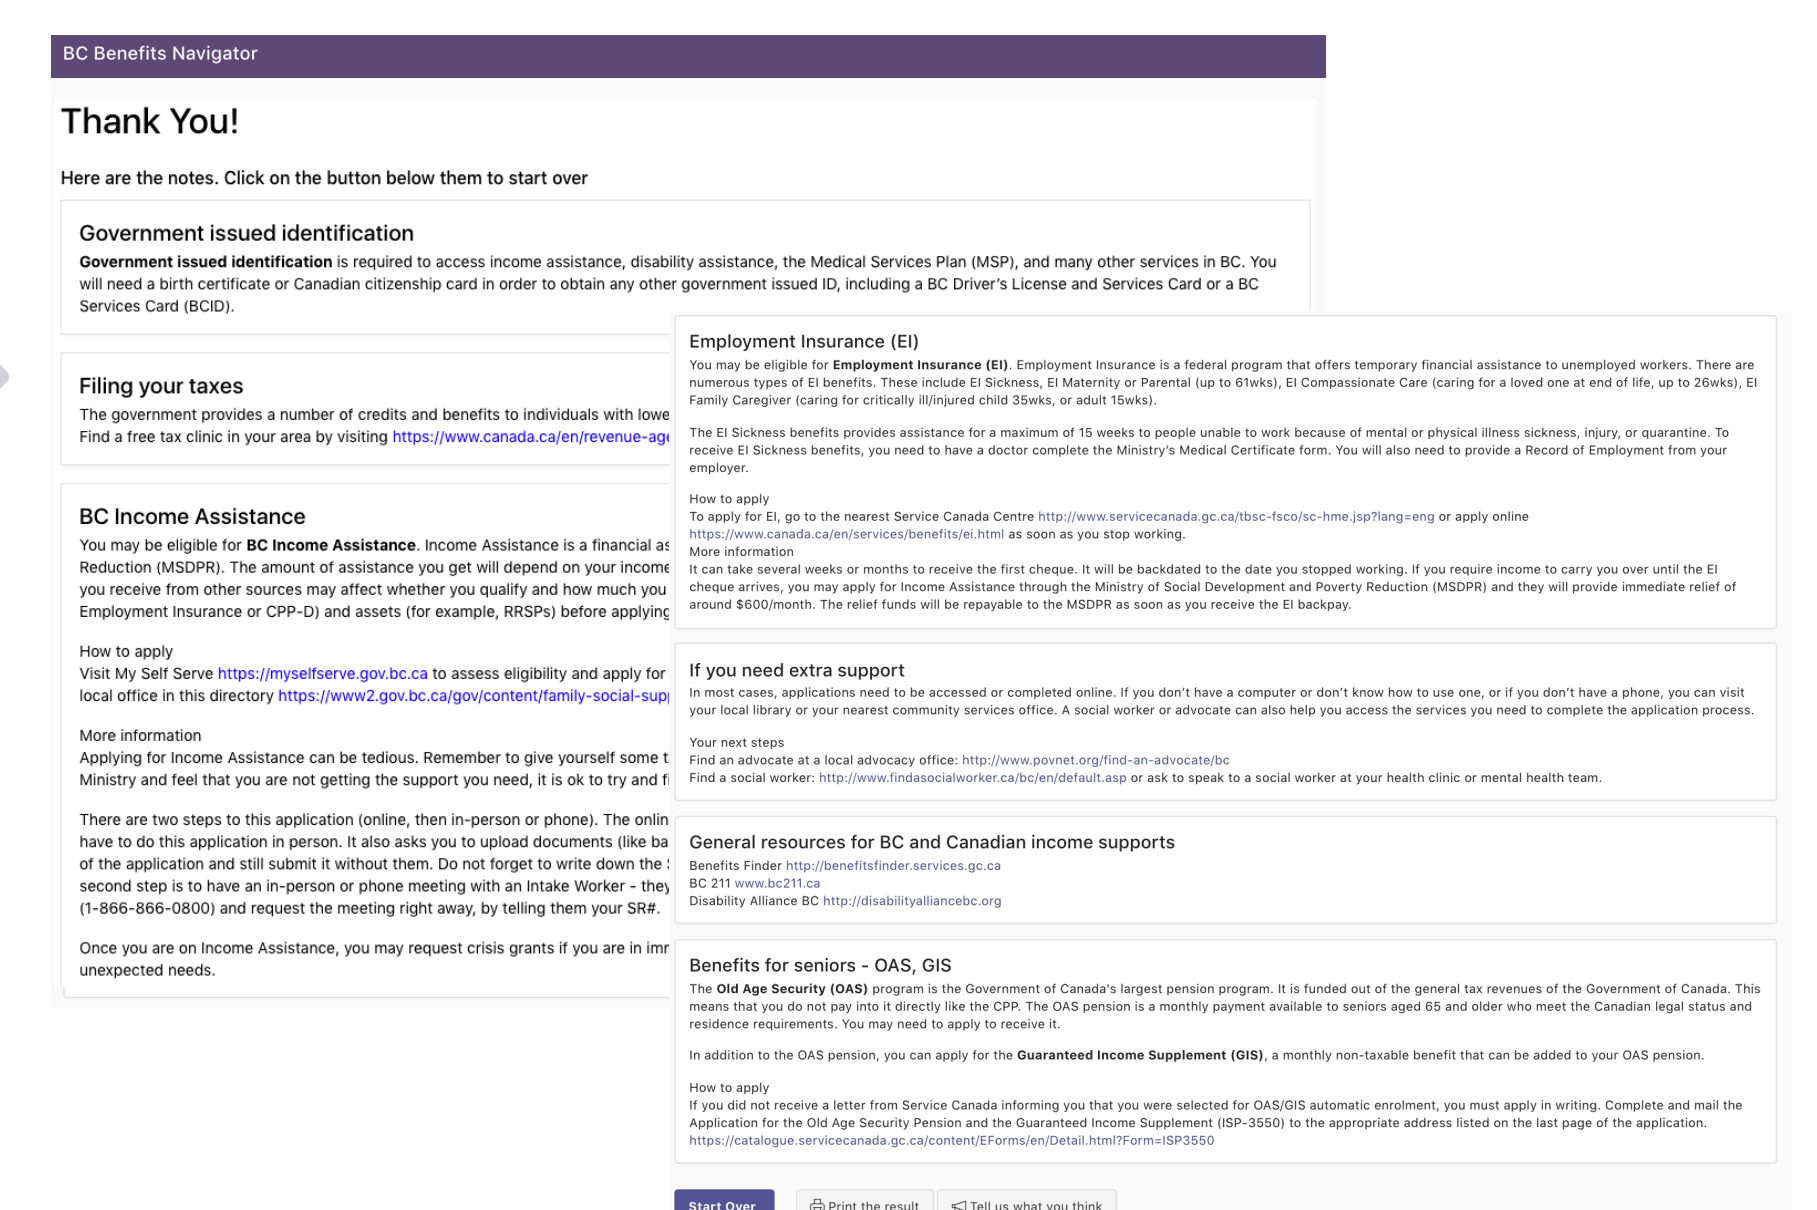 BC Benefits Navigator
Thank You!
Here are the notes. Click on the button below them to start over
Government issued identification
Government issued identification is required to access income assistance, disability assistance, the Medical Services Plan (MSP), and many other services in BC. You
will need a birth certificate or Canadian citizenship card in order to obtain any other government issued ID, including a BC Driver's License and Services Card or a BC
Services Card (BCID).
Filing your taxes
The government provides a number of credits and benefits to individuals with lowe
Find a free tax clinic in your area by visiting https://www.canada.ca/en/revenue-age
BC Income Assistance
You may be eligible for BC Income Assistance. Income Assistance is a financial as
Reduction (MSDPR). The amount of assistance you get will depend on your income
you receive from other sources may affect whether you qualify and how much you
Employment Insurance or CPP-D) and assets (for example, RRSPs) before applying
How to apply
Visit My Self Serve https://myselfserve.gov.bc.ca to assess eligibility and apply for
local office in this directory https://www2.gov.bc.ca/gov/content/family-social-supp
More information
Applying for Income Assistance can be tedious. Remember to give yourself some t
Ministry and feel that you are not getting the support you need, it is ok to try and fi
There are two steps to this application (online, then in-person or phone). The onlin
have to do this application in person. It also asks you to upload documents (like ba
of the application and still submit it without them. Do not forget to write down the
second step is to have an in-person or phone meeting with an Intake Worker - they
(1-866-866-0800) and request the meeting right away, by telling them your SR#.
Once you are on Income Assistance, you may request crisis grants if you are in imm
unexpected needs.
Employment Insurance (EI)
You may be eligible for Employment Insurance (EI). Employment Insurance is a federal program that offers temporary financial assistance to unemployed workers. There are
numerous types of EI benefits. These include EI Sickness, EI Maternity or Parental (up to 61wks), EI Compassionate Care (caring for a loved one at end of life, up to 26wks), EI
Family Caregiver (caring for critically ill/injured child 35wks, or adult 15wks).
The EI Sickness benefits provides assistance for a maximum of 15 weeks to people unable to work because of mental or physical illness sickness, injury, or quarantine. To
receive EI Sickness benefits, you need to have a doctor complete the Ministry's Medical Certificate form. You will also need to provide a Record of Employment from your
employer.
How to apply
To apply for EI, go to the nearest Service Canada Centre http://www.servicecanada.gc.ca/tbsc-fsco/sc-hme.jsp?lang=eng or apply online
https://www.canada.ca/en/services/benefits/ei.html as soon as you stop working.
More information
It can take several weeks or months to receive the first cheque. It will be backdated to the date you stopped working. If you require income to carry you over until the EI
cheque arrives, you may apply for Income Assistance through the Ministry of Social Development and Poverty Reduction (MSDPR) and they will provide immediate relief of
around $600/month. The relief funds will be repayable to the MSDPR as soon as you receive the EI backpay.
If you need extra support
In most cases, applications need to be accessed or completed online. If you don't have a computer or don't know how to use one, or if you don't have a phone, you can visit
your local library or your nearest community services office. A social worker or advocate can also help you access the services you need to complete the application process.
Your next steps
Find an advocate at a local advocacy office: http://www.povnet.org/find-an-advocate/bc
Find a social worker: http://www.findasocialworker.ca/bc/en/default.asp or ask to speak to a social worker at your health clinic or mental health team.
General resources for BC and Canadian income supports
Benefits Finder http://benefitsfinder.services.gc.ca
BC 211 www.bc211.ca
Disability Alliance BC http://disabilityalliancebc.org
Benefits for seniors - OAS, GIS
The Old Age Security (OAS) program is the Government of Canada's largest pension program. It is funded out of the general tax revenues of the Government of Canada. This
means that you do not pay into it directly like the CPP. The OAS pension is a monthly payment available to seniors aged 65 and older who meet the Canadian legal status and
residence requirements. You may need to apply to receive it.
In addition to the OAS pension, you can apply for the Guaranteed Income Supplement (GIS), a monthly non-taxable benefit that can be added to your OAS pension.
How to apply
If you did not receive a letter from Service Canada informing you that you were selected for OAS/GIS automatic enrolment, you must apply in writing. Complete and mail the
Application for the Old Age Security Pension and the Guaranteed Income Supplement (ISP-3550) to the appropriate address listed on the last page of the application.
https://catalogue.servicecanada.gc.ca/content/EForms/en/Detail.html?Form=ISP3550
Start Over
Print the result
Tell us what you think